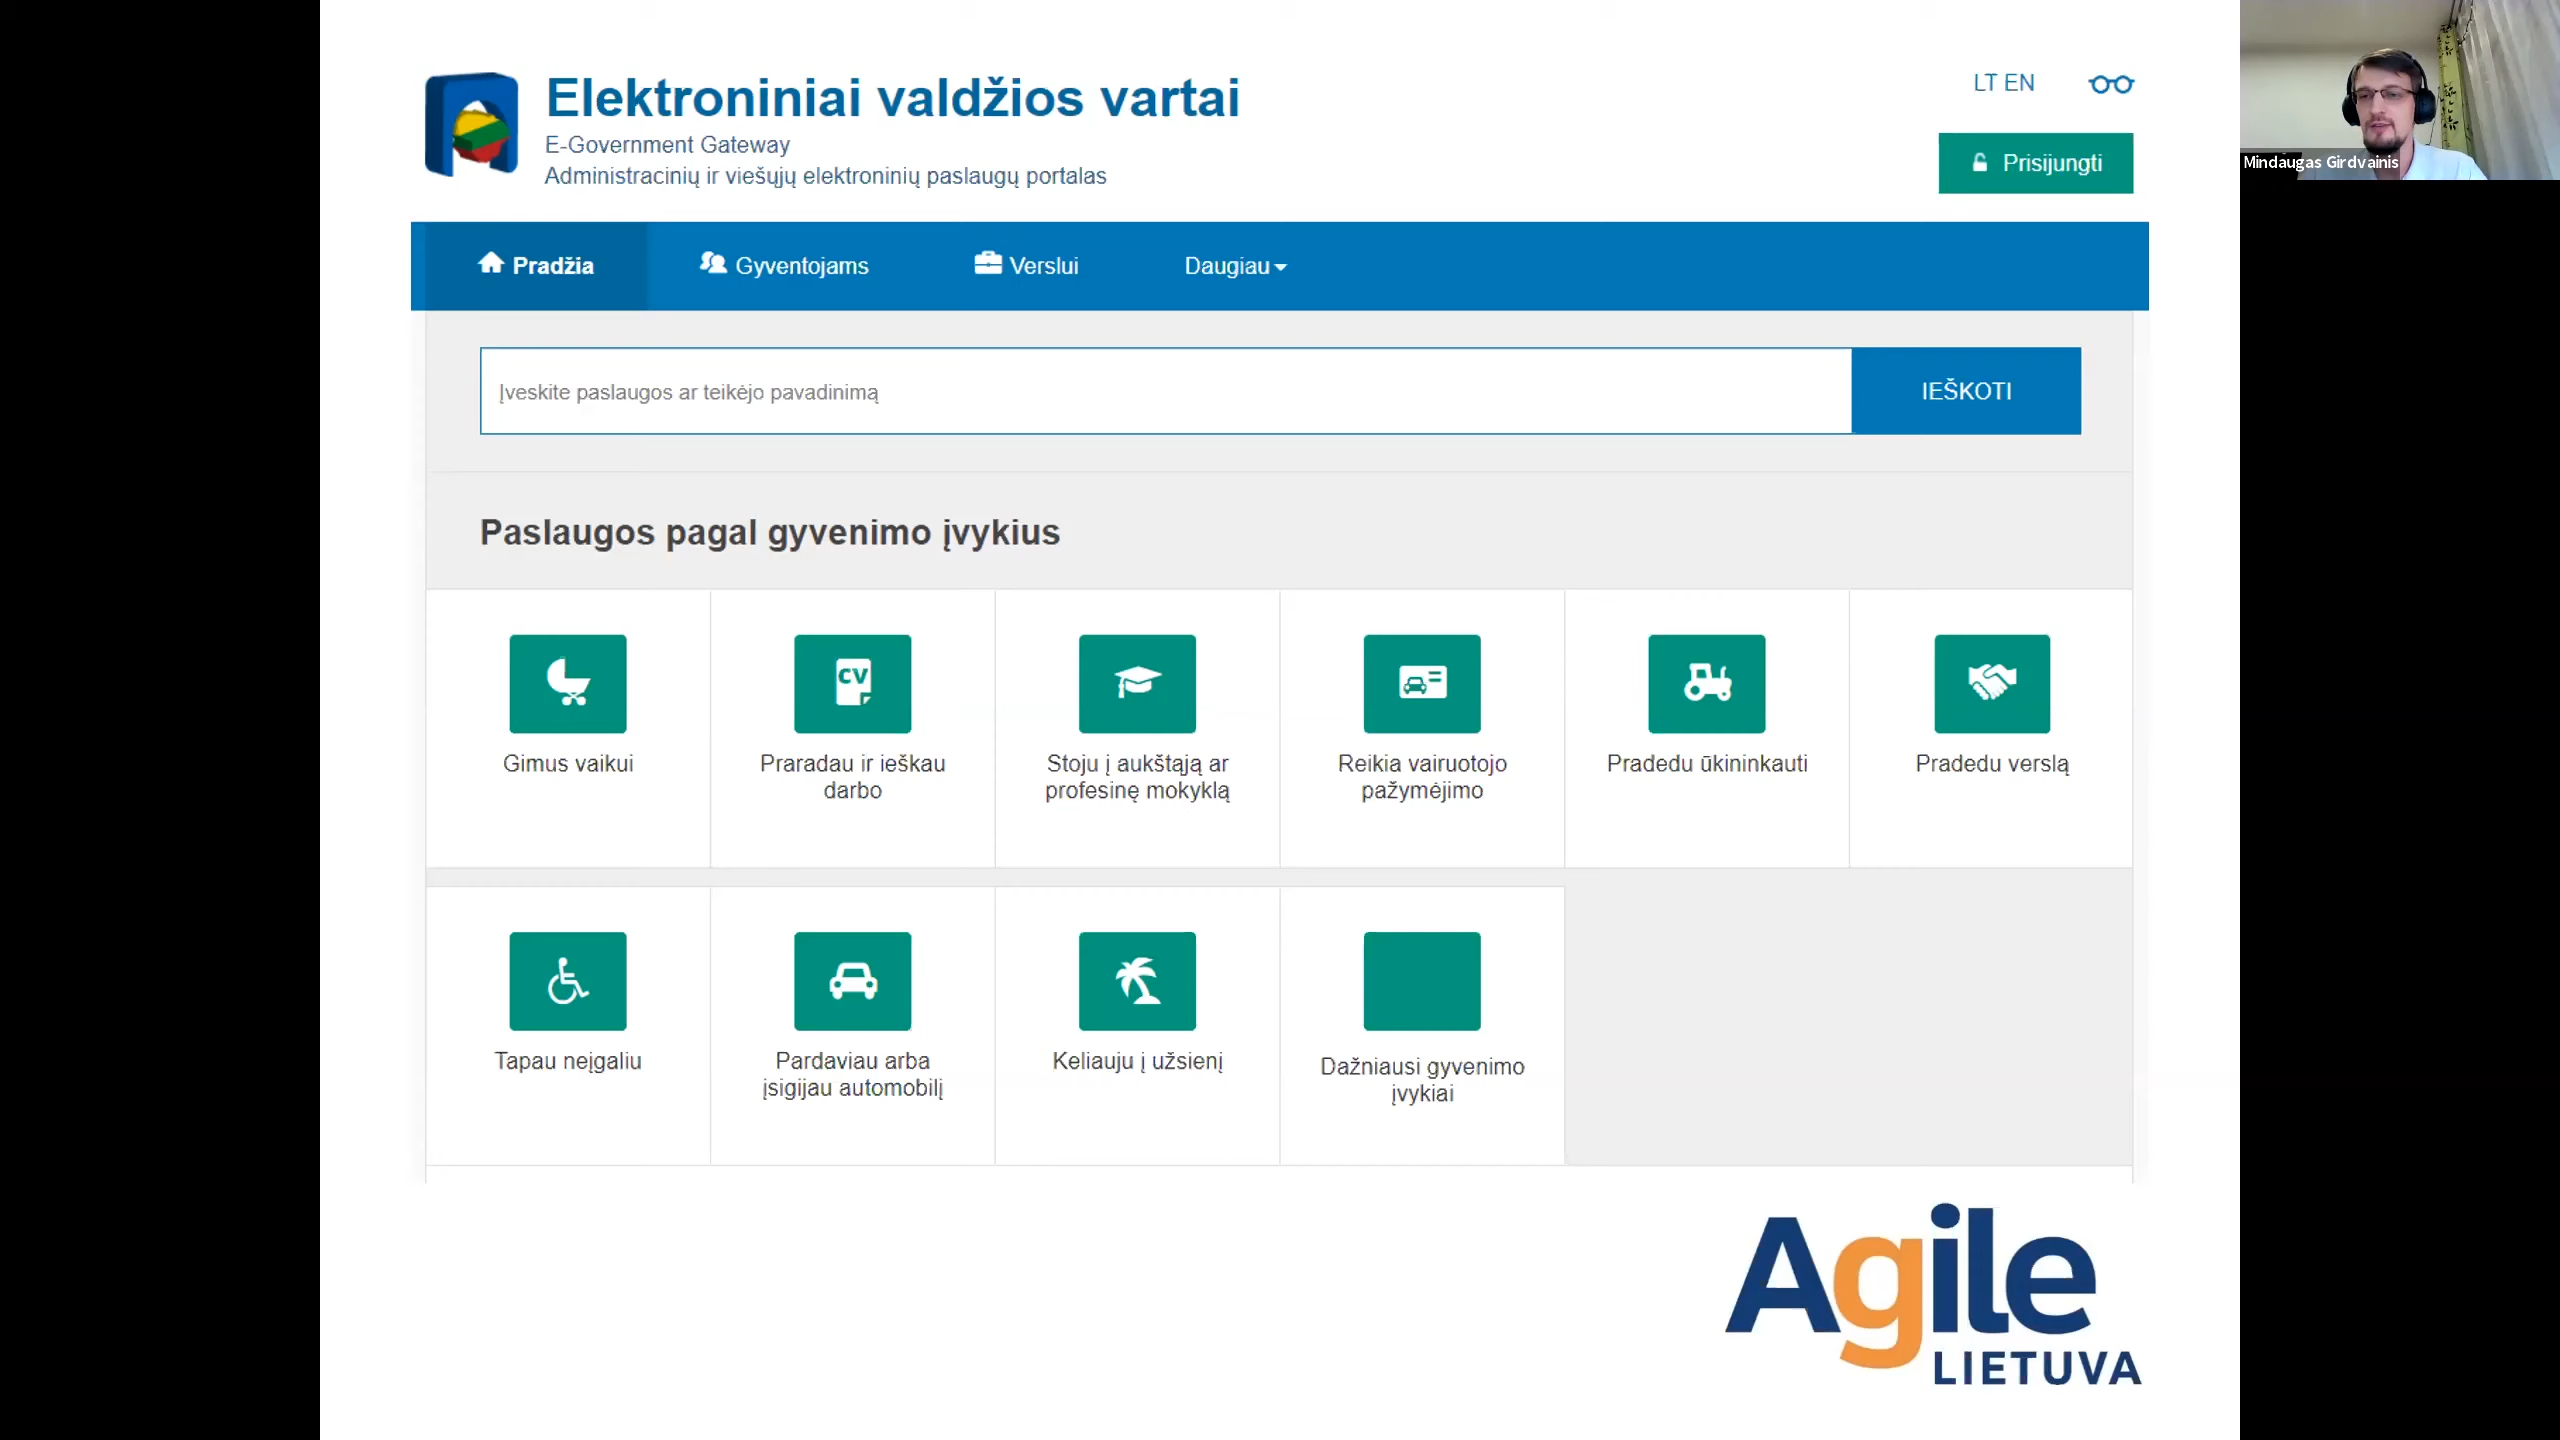 Elektroniniai valdžios vartai
E-Government Gateway
Administracinių ir viešųjų elektroninių paslaugų portalas
LT EN
Prisijungti
Mindaugas Girdvainis
Pradžia
Gyventojams
Verslui
Daugiau
Įveskite paslaugos ar teikėjo pavadinimą
IEŠKOTI
Paslaugos pagal gyvenimo įvykius
CV
Gimus vaikui
Praradau ir ieškau
darbo
Stoju į aukštąją ar
profesinę mokyklą
Reikia vairuotojo
pažymėjimo
Pradedu ūkininkauti
Pradedu verslą
Tapau neįgaliu
Pardaviau arba
įsigijau automobilį
Keliauju į užsienį
Dažniausi gyvenimo
įvykiai
Agile
LIETUVA